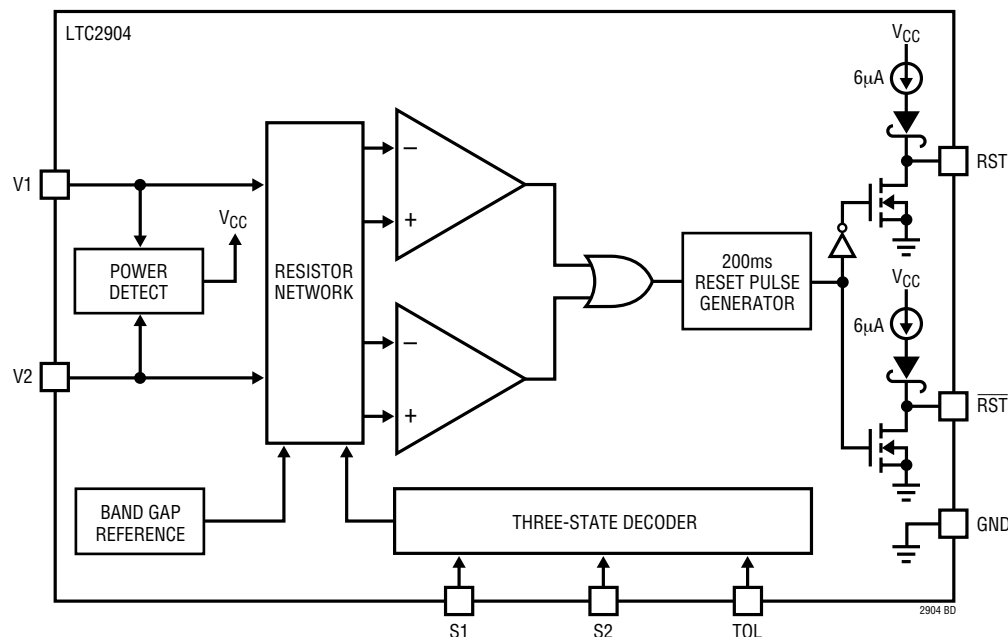 LTC2904
V1
V2
POWER
DETECT
VCC
RESISTOR
NETWORK
BAND GAP
REFERENCE
−
+
−
+
THREE-STATE DECODER
200ms
RESET PULSE
GENERATOR
VCC
6μA
RST
VCC
6μA
R̅S̅T̅
GND
S1
S2
TOL
2904 BD